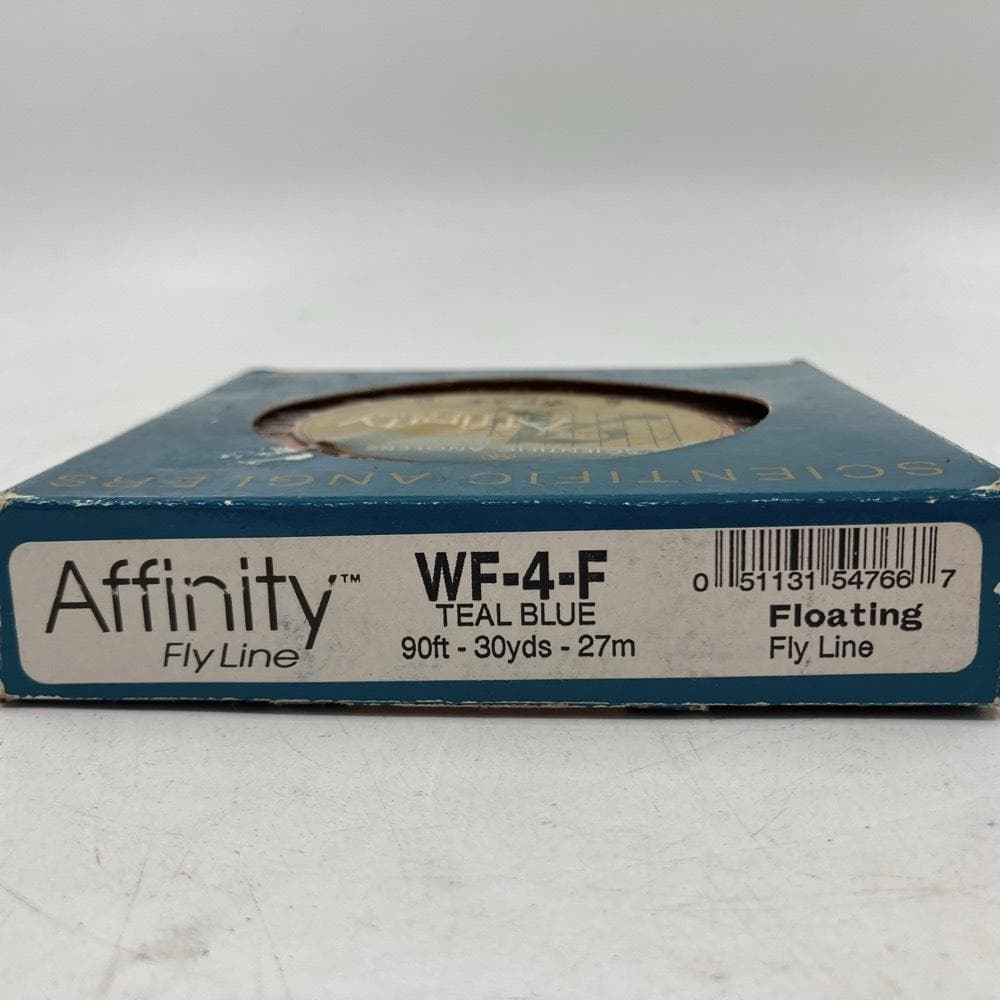 Affinity
SCIENTIFIC ANGLERS
Affinity™
Fly Line
WF-4-F
TEAL BLUE
90ft - 30yds - 27m
0 51131 54766 7
Floating
Fly Line